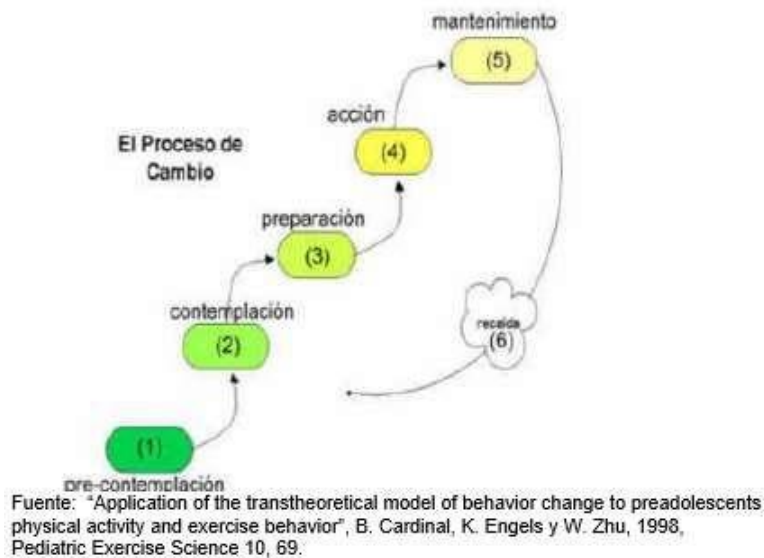 mantenimiento
(5)
acción
(4)
El Proceso de
Cambio
preparación
(3)
contemplación
(2)
recaida
(6)
(1)
pre-contemplación
Fuente: "Application of the transtheoretical model of behavior change to preadolescents
physical activity and exercise behavior", B. Cardinal, K. Engels y W. Zhu, 1998,
Pediatric Exercise Science 10, 69.